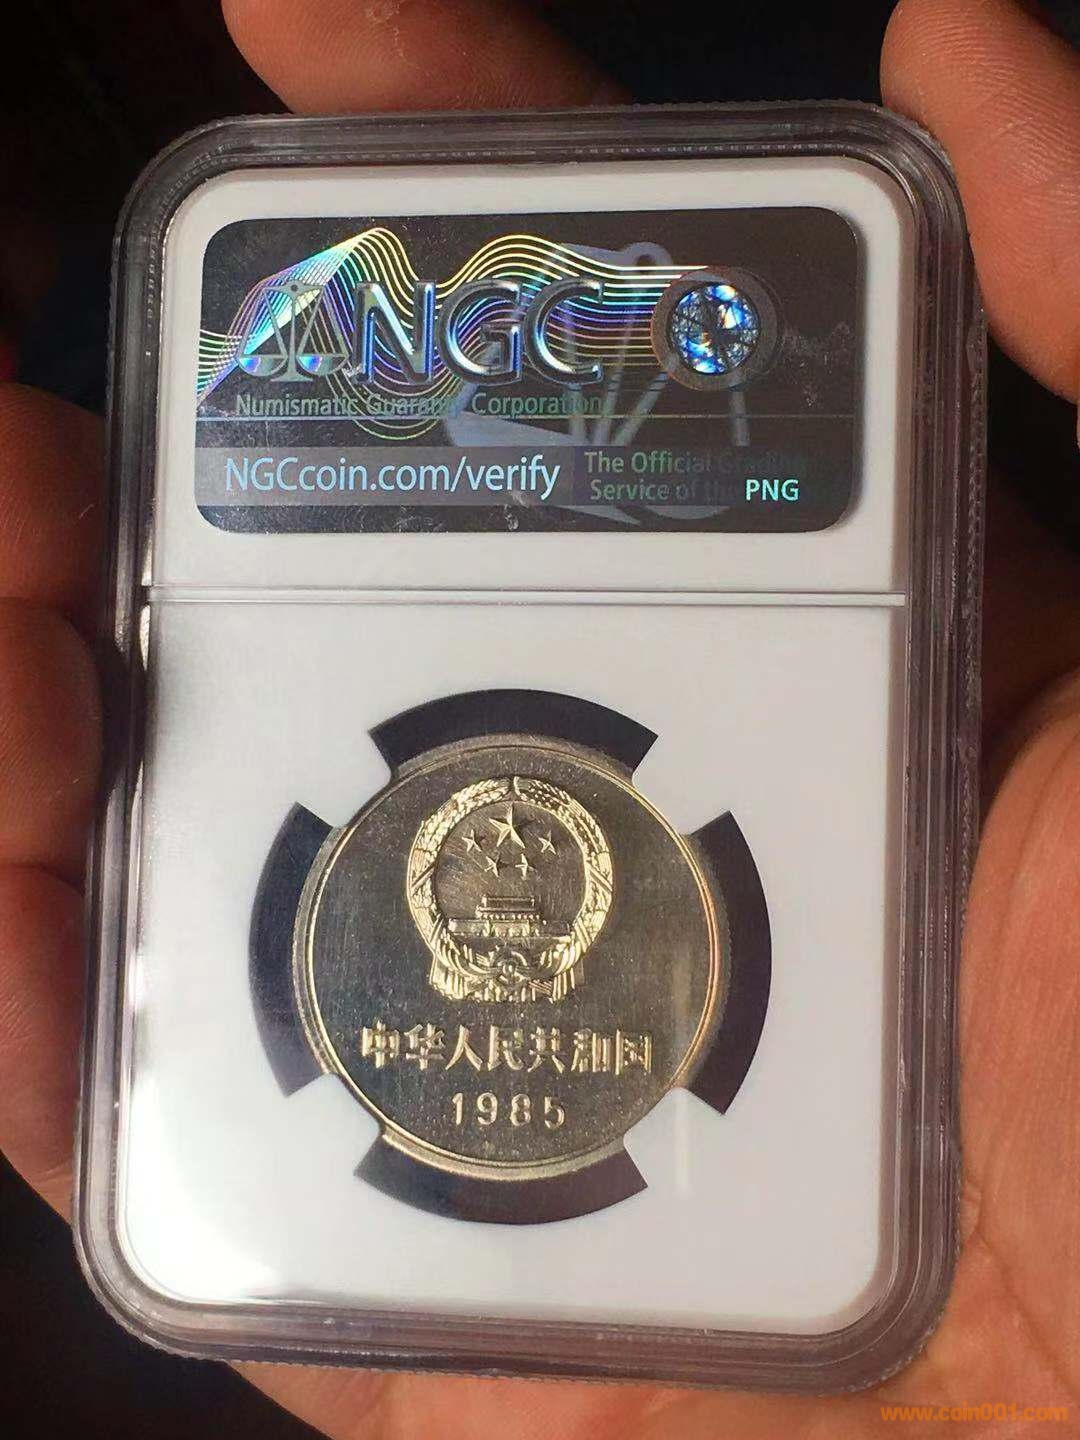 NGC
Numismatic Guaranty Corporation
NGCcoin.com/verify
The Official Grading
Service of the PNG
中华人民共和国
1985
www.coin001.com